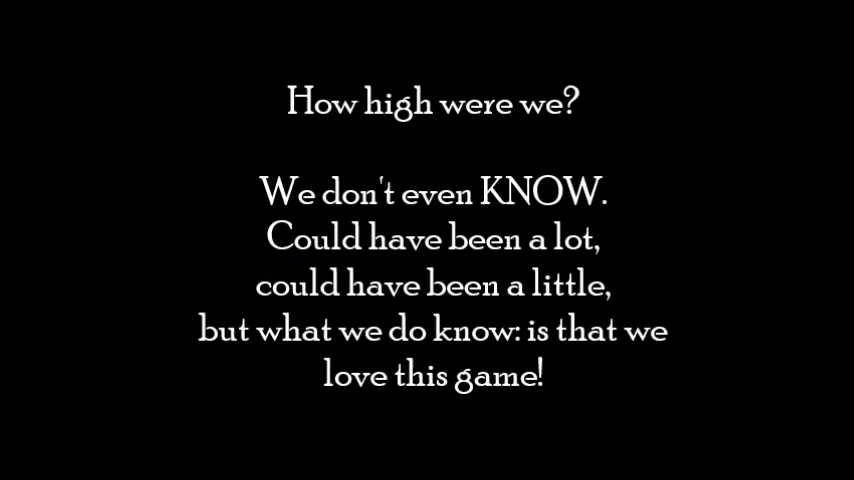 How high were we?
We don't even KNOW.
Could have been a lot,
could have been a little,
but what we do know: is that we
love this game!